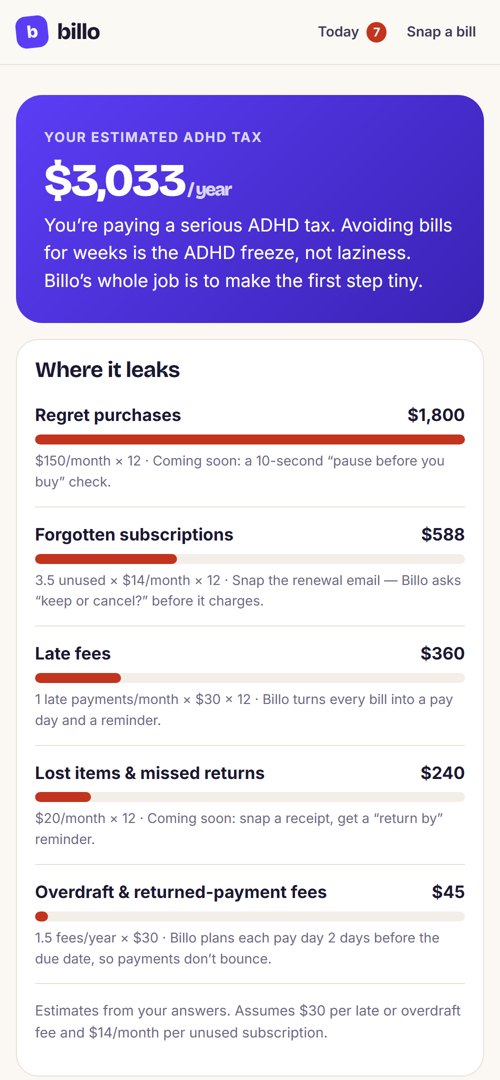 b billo
Today 7 Snap a bill
YOUR ESTIMATED ADHD TAX
$3,033/year
You’re paying a serious ADHD tax. Avoiding bills
for weeks is the ADHD freeze, not laziness.
Billo’s whole job is to make the first step tiny.
Where it leaks
Regret purchases $1,800
$150/month × 12 · Coming soon: a 10-second “pause before you
buy” check.
Forgotten subscriptions $588
3.5 unused × $14/month × 12 · Snap the renewal email — Billo asks
“keep or cancel?” before it charges.
Late fees $360
1 late payments/month × $30 × 12 · Billo turns every bill into a pay
day and a reminder.
Lost items & missed returns $240
$20/month × 12 · Coming soon: snap a receipt, get a “return by”
reminder.
Overdraft & returned-payment fees $45
1.5 fees/year × $30 · Billo plans each pay day 2 days before the
due date, so payments don’t bounce.
Estimates from your answers. Assumes $30 per late or overdraft
fee and $14/month per unused subscription.